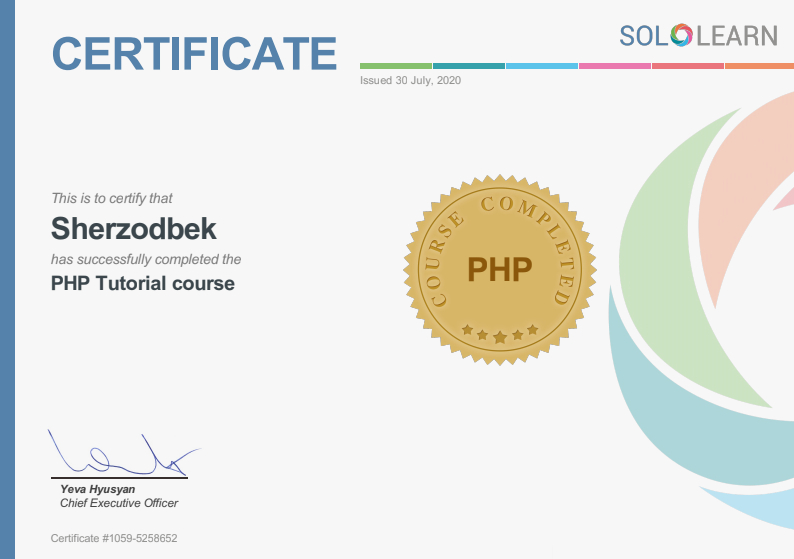 CERTIFICATE
SOLOLEARN
Issued 30 July, 2020
This is to certify that
Sherzodbek
has successfully completed the
PHP Tutorial course
COURSE COMPLETED
PHP
Yeva Hyusyan
Chief Executive Officer
Certificate #1059-5258652